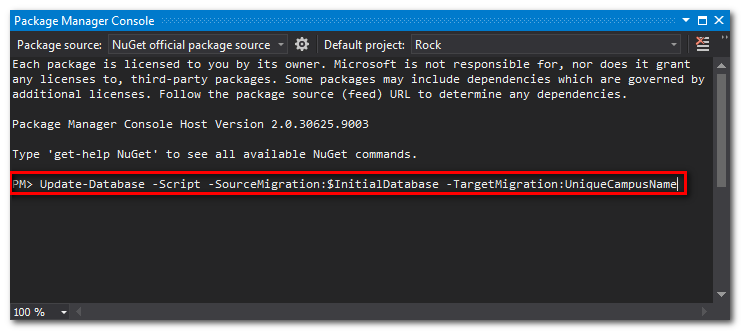 Package Manager Console
Package source: NuGet official package source Default project: Rock
Each package is licensed to you by its owner. Microsoft is not responsible for, nor does it grant
any licenses to, third-party packages. Some packages may include dependencies which are governed by
additional licenses. Follow the package source (feed) URL to determine any dependencies.
Package Manager Console Host Version 2.0.30625.9003
Type 'get-help NuGet' to see all available NuGet commands.
PM> Update-Database -Script -SourceMigration:$InitialDatabase -TargetMigration:UniqueCampusName
100 %